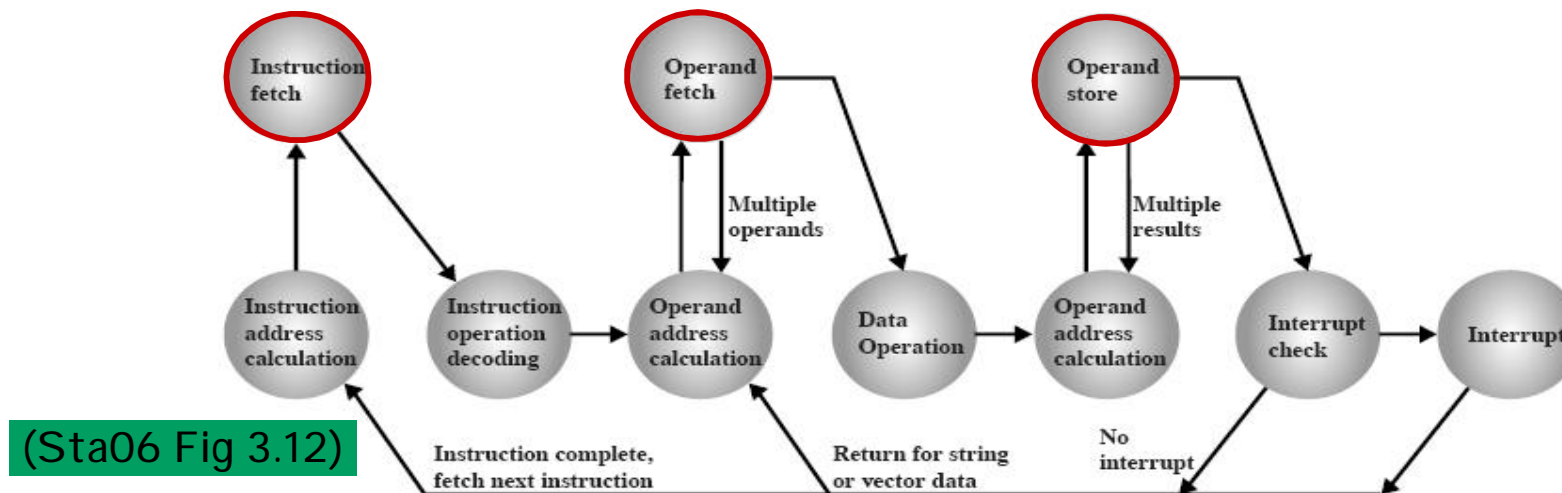 Instruction
fetch
Operand
fetch
Operand
store
Multiple
operands
Multiple
results
Instruction
address
calculation
Instruction
operation
decoding
Operand
address
calculation
Data
Operation
Operand
address
calculation
Interrupt
check
Interrupt
(Sta06 Fig 3.12)
Instruction complete,
fetch next instruction
Return for string
or vector data
No
interrupt